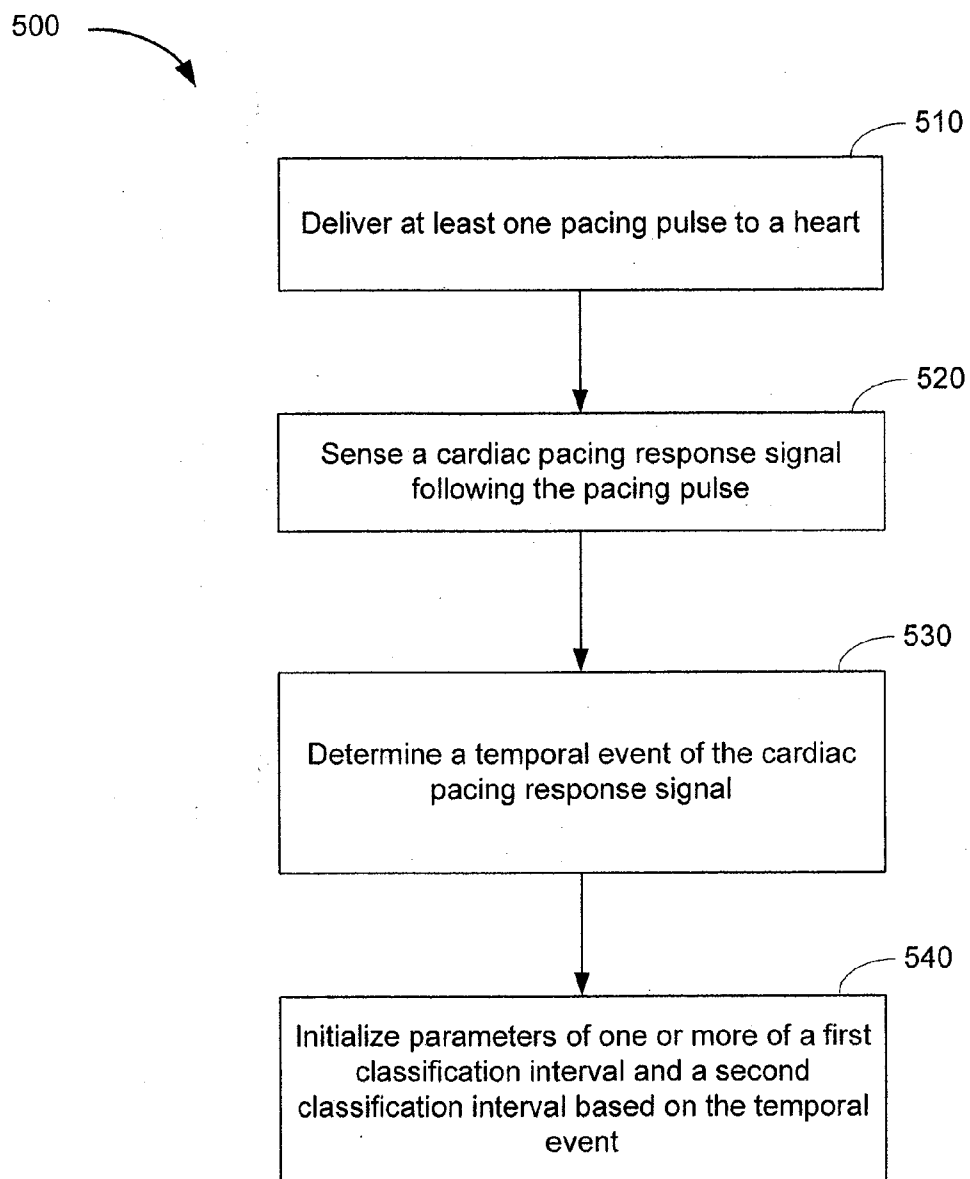 500
510
Deliver at least one pacing pulse to a heart
520
Sense a cardiac pacing response signal
following the pacing pulse
530
Determine a temporal event of the cardiac
pacing response signal
540
Initialize parameters of one or more of a first
classification interval and a second
classification interval based on the temporal
event